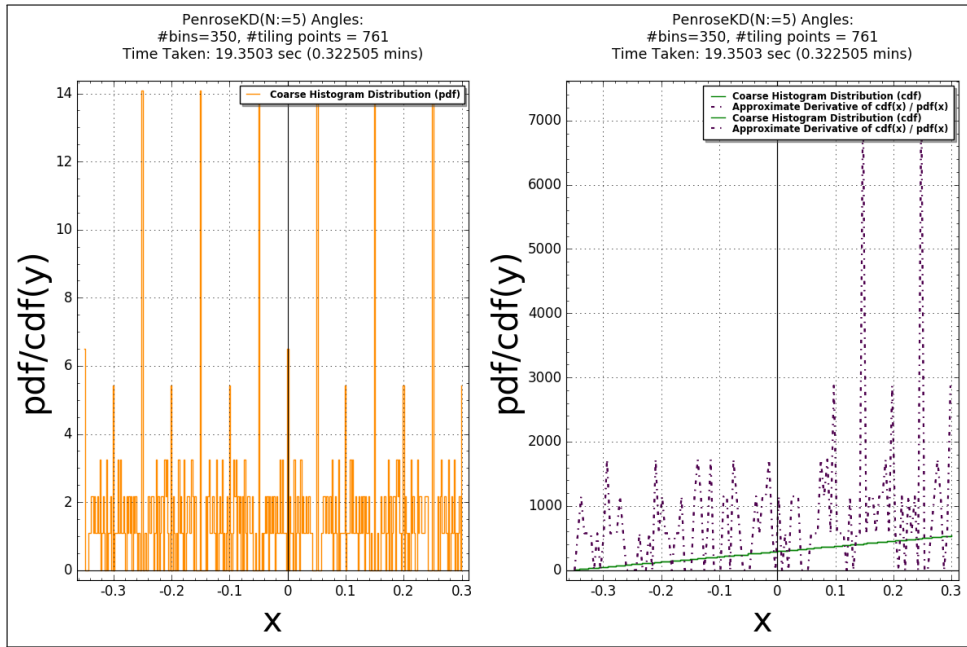 PenroseKD(N:=5) Angles:
#bins=350, #tiling points = 761
Time Taken: 19.3503 sec (0.322505 mins)
Coarse Histogram Distribution (pdf)
pdf/cdf(y)
14
12
10
8
6
4
2
0
-0.3
-0.2
-0.1
0
0.1
0.2
0.3
x
PenroseKD(N:=5) Angles:
#bins=350, #tiling points = 761
Time Taken: 19.3503 sec (0.322505 mins)
Coarse Histogram Distribution (cdf)
Approximate Derivative of cdf(x) / pdf(x)
Coarse Histogram Distribution (cdf)
Approximate Derivative of cdf(x) / pdf(x)
pdf/cdf(y)
7000
6000
5000
4000
3000
2000
1000
0
-0.3
-0.2
-0.1
0
0.1
0.2
0.3
x